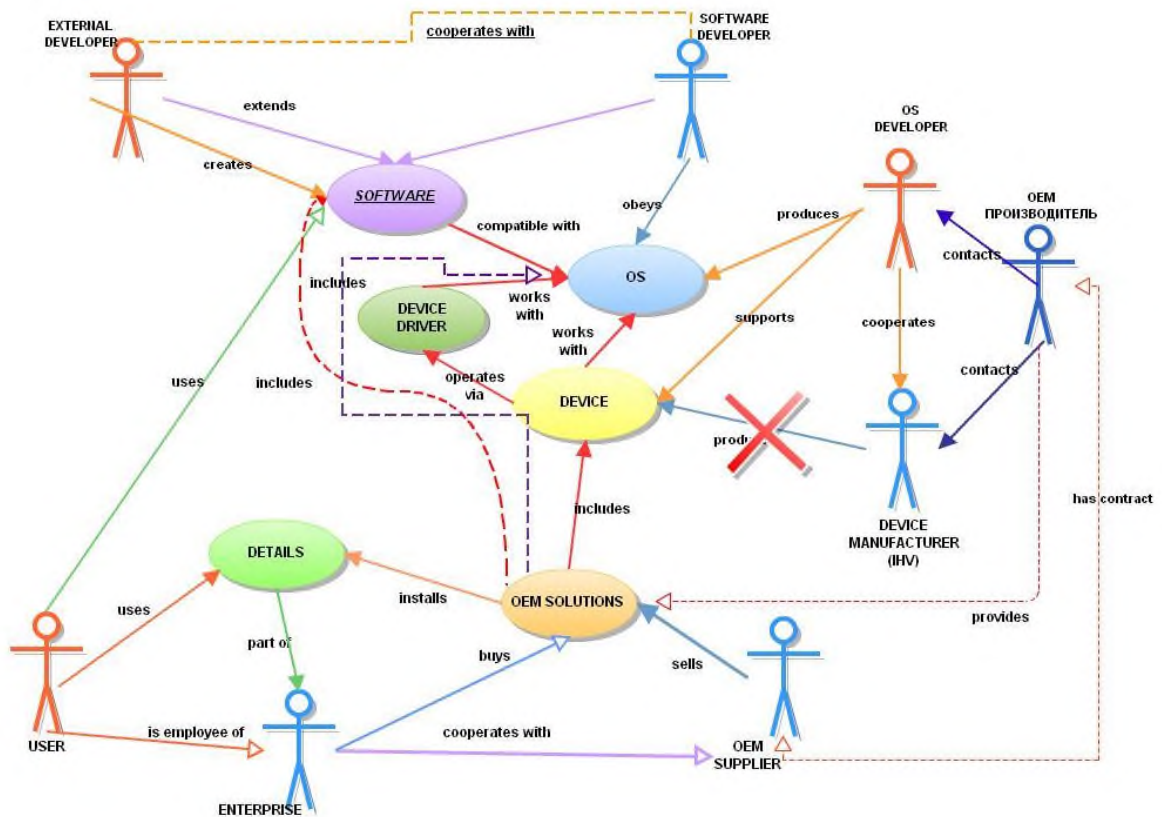 EXTERNAL
DEVELOPER
cooperates with
SOFTWARE
DEVELOPER
extends
creates
OS
DEVELOPER
OEM
ПРОИЗВОДИТЕЛЬ
SOFTWARE
obeys
produces
compatible with
contacts
includes
OS
DEVICE
DRIVER
works
with
works
with
supports
cooperates
uses
includes
operates
via
DEVICE
contacts
includes
has contract
DEVICE
MANUFACTURER
(IHV)
DETAILS
uses
installs
OEM SOLUTIONS
provides
part of
buys
sells
is employee of
cooperates with
USER
OEM
SUPPLIER
ENTERPRISE